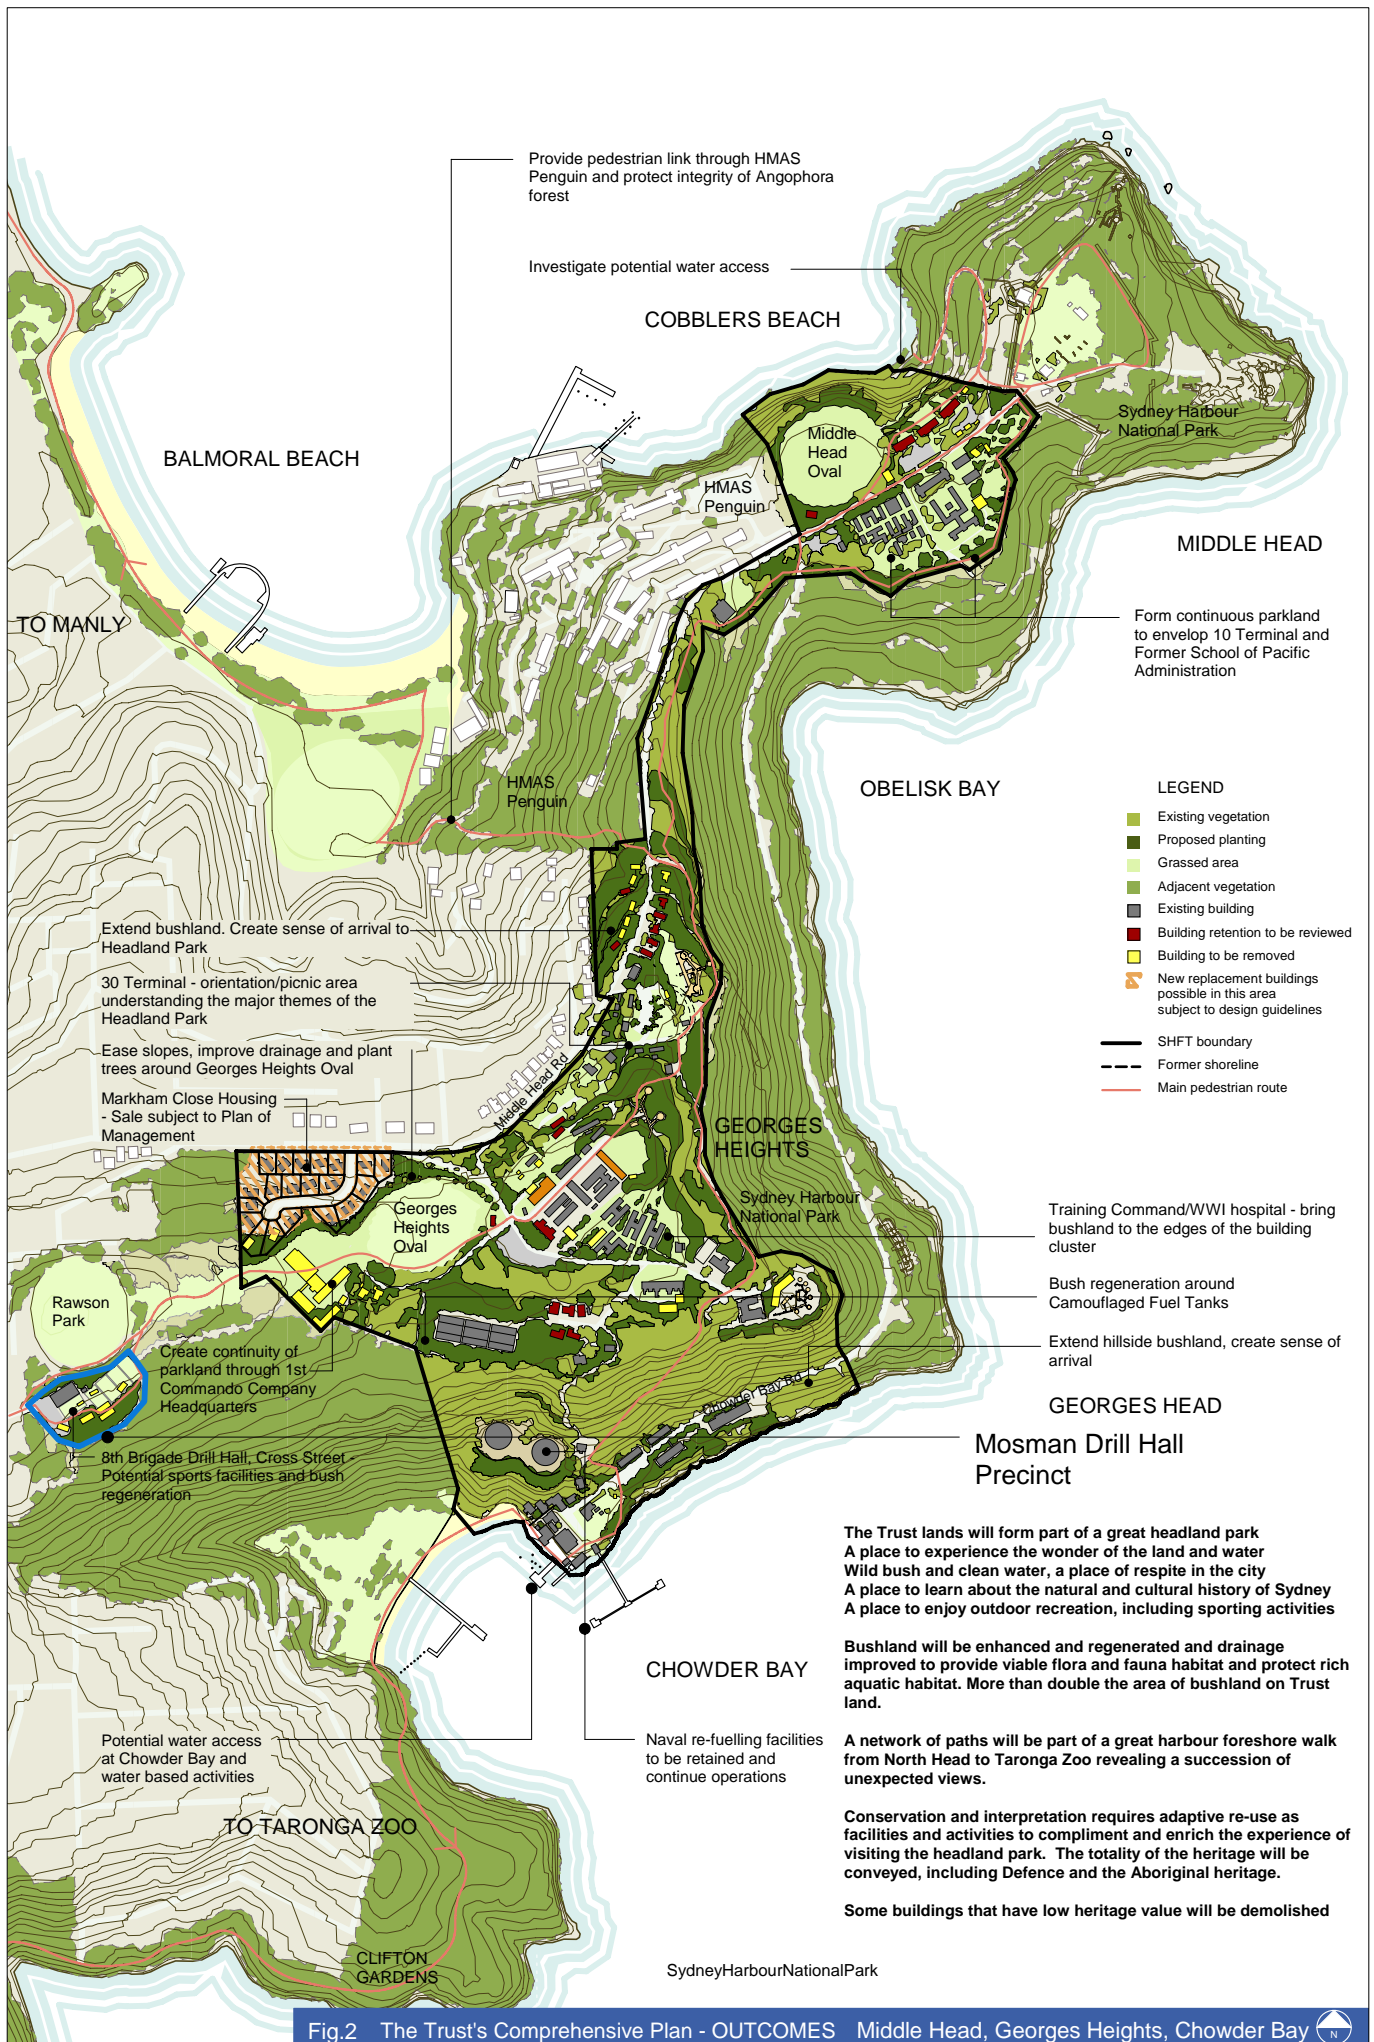 Provide pedestrian link through HMAS
Penguin and protect integrity of Angophora
forest
Investigate potential water access
COBBLERS BEACH
Sydney Harbour
National Park
Middle
Head
Oval
BALMORAL BEACH
HMAS
Penguin
MIDDLE HEAD
TO MANLY
Form continuous parkland
to envelop 10 Terminal and
Former School of Pacific
Administration
HMAS
Penguin
OBELISK BAY
LEGEND
Existing vegetation
Proposed planting
Grassed area
Adjacent vegetation
Existing building
Building retention to be reviewed
Building to be removed
New replacement buildings
possible in this area
subject to design guidelines
SHFT boundary
Former shoreline
Main pedestrian route
Extend bushland. Create sense of arrival to
Headland Park
30 Terminal - orientation/picnic area
understanding the major themes of the
Headland Park
Ease slopes, improve drainage and plant
trees around Georges Heights Oval
Markham Close Housing
- Sale subject to Plan of
Management
Middle Head Rd
GEORGES
HEIGHTS
Sydney Harbour
National Park
Georges
Heights
Oval
Training Command/WWI hospital - bring
bushland to the edges of the building
cluster
Bush regeneration around
Camouflaged Fuel Tanks
Extend hillside bushland, create sense of
arrival
Rawson
Park
Create continuity of
parkland through 1st
Commando Company
Headquarters
Chowder Bay Rd
GEORGES HEAD
Mosman Drill Hall
Precinct
8th Brigade Drill Hall, Cross Street -
Potential sports facilities and bush
regeneration
The Trust lands will form part of a great headland park
A place to experience the wonder of the land and water
Wild bush and clean water, a place of respite in the city
A place to learn about the natural and cultural history of Sydney
A place to enjoy outdoor recreation, including sporting activities
Bushland will be enhanced and regenerated and drainage
improved to provide viable flora and fauna habitat and protect rich
aquatic habitat. More than double the area of bushland on Trust
land.
CHOWDER BAY
Potential water access
at Chowder Bay and
water based activities
Naval re-fuelling facilities
to be retained and
continue operations
A network of paths will be part of a great harbour foreshore walk
from North Head to Taronga Zoo revealing a succession of
unexpected views.
TO TARONGA ZOO
Conservation and interpretation requires adaptive re-use as
facilities and activities to compliment and enrich the experience of
visiting the headland park.  The totality of the heritage will be
conveyed, including Defence and the Aboriginal heritage.
Some buildings that have low heritage value will be demolished
CLIFTON
GARDENS
SydneyHarbourNationalPark
Fig.2 The Trust's Comprehensive Plan - OUTCOMES Middle Head, Georges Heights, Chowder Bay
N